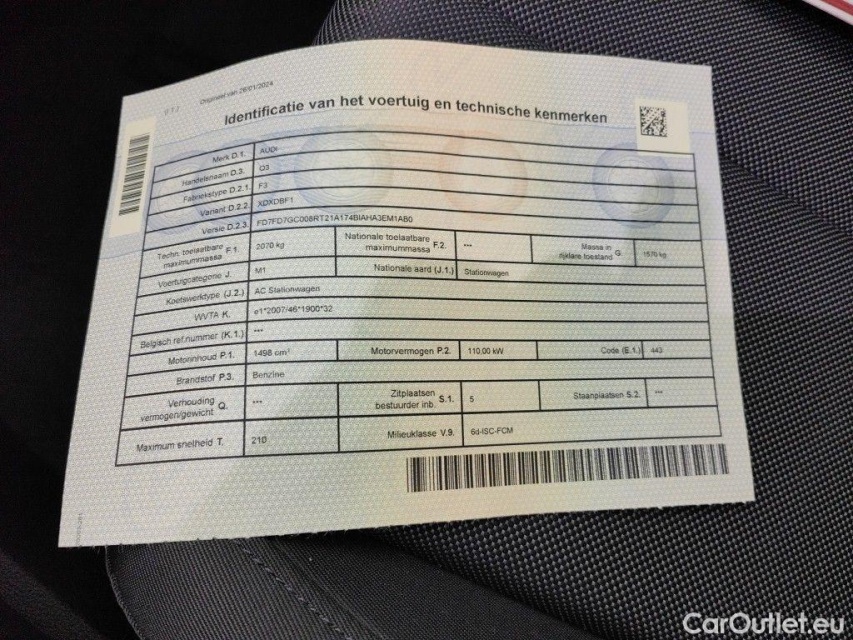 Origineel van 26/01/2024
Identificatie van het voertuig en technische kenmerken
Merk D.1. AUDI
Handelsnaam D.3. Q3
Fabriekstype D.2.1. F3
Variant D.2.2. XDXDBF1
Versie D.2.3. FD7FD7GC008RT21A174BIAHA3EM1AB0
Techn. toelaatbare maximummassa F.1. 2070 kg Nationale toelaatbare maximummassa F.2. --- Massa in rijklare toestand G. 1570 kg
Voertuigcategorie J. M1 Nationale aard (J.1.) Stationwagen
Koetswerktype (J.2.) AC Stationwagen
WVTA K. e1*2007/46*1900*32
Belgisch ref.nummer (K.1.) ---
Motorinhoud P.1. 1498 cm³ Motorvermogen P.2. 110,00 kW Code (E.1.) 443
Brandstof P.3. Benzine
Verhouding vermogen/gewicht Q. --- Zitplaatsen bestuurder inb. S.1. 5 Staanplaatsen S.2. ---
Maximum snelheid T. 210 Milieuklasse V.9. 6d-ISC-FCM
CarOutlet.eu